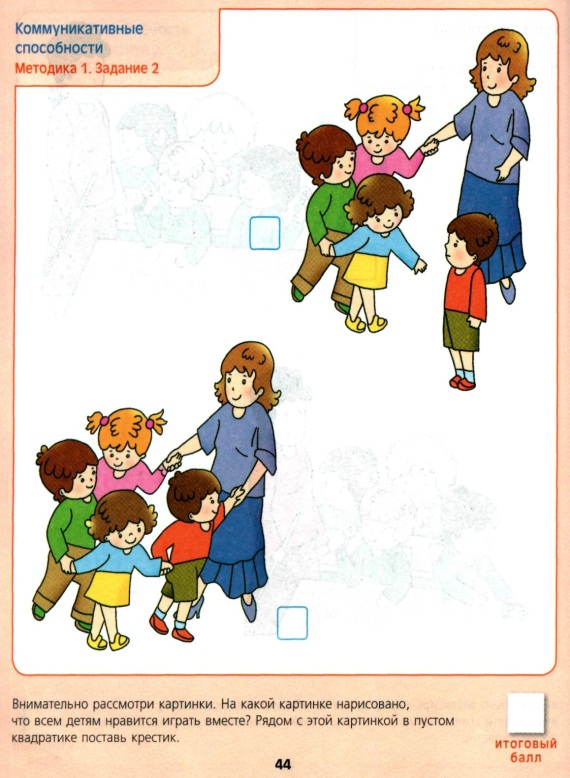 Коммуникативные
способности
Методика 1. Задание 2
Внимательно рассмотри картинки. На какой картинке нарисовано,
что всем детям нравится играть вместе? Рядом с этой картинкой в пустом
квадратике поставь крестик.
итоговый
балл
44